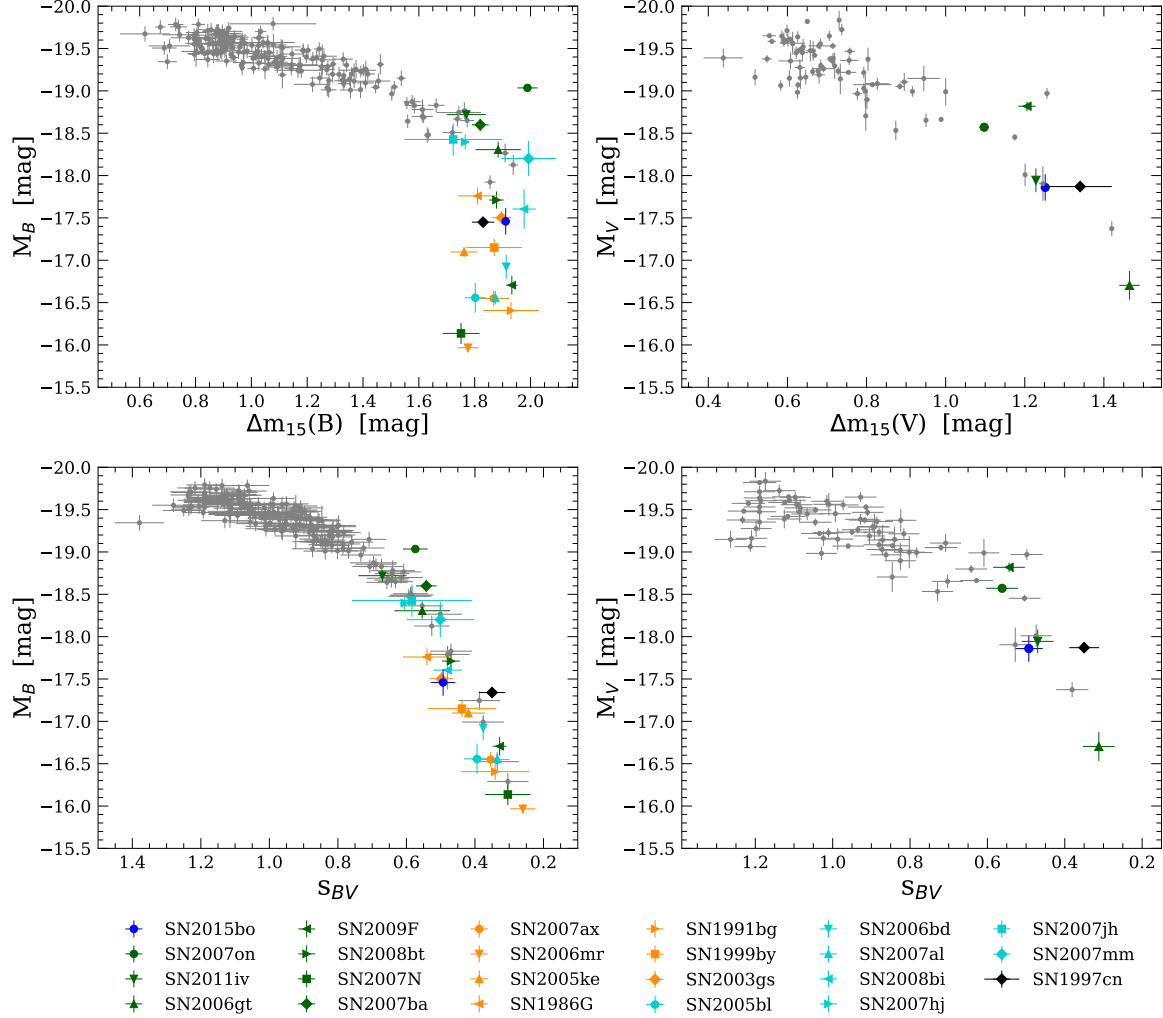 −20.0
−19.5
−19.0
−18.5
−18.0
−17.5
−17.0
−16.5
−16.0
−15.5
M_B [mag]
0.6 0.8 1.0 1.2 1.4 1.6 1.8 2.0
Δm₁₅(B) [mag]
−20.0
−19.5
−19.0
−18.5
−18.0
−17.5
−17.0
−16.5
−16.0
−15.5
M_V [mag]
0.4 0.6 0.8 1.0 1.2 1.4
Δm₁₅(V) [mag]
−20.0
−19.5
−19.0
−18.5
−18.0
−17.5
−17.0
−16.5
−16.0
−15.5
M_B [mag]
1.4 1.2 1.0 0.8 0.6 0.4 0.2
s_BV
−20.0
−19.5
−19.0
−18.5
−18.0
−17.5
−17.0
−16.5
−16.0
−15.5
M_V [mag]
1.2 1.0 0.8 0.6 0.4 0.2
s_BV
SN2015bo SN2009F SN2007ax SN1991bg SN2006bd SN2007jh
SN2007on SN2008bt SN2006mr SN1999by SN2007al SN2007mm
SN2011iv SN2007N SN2005ke SN2003gs SN2008bi SN1997cn
SN2006gt SN2007ba SN1986G SN2005bl SN2007hj